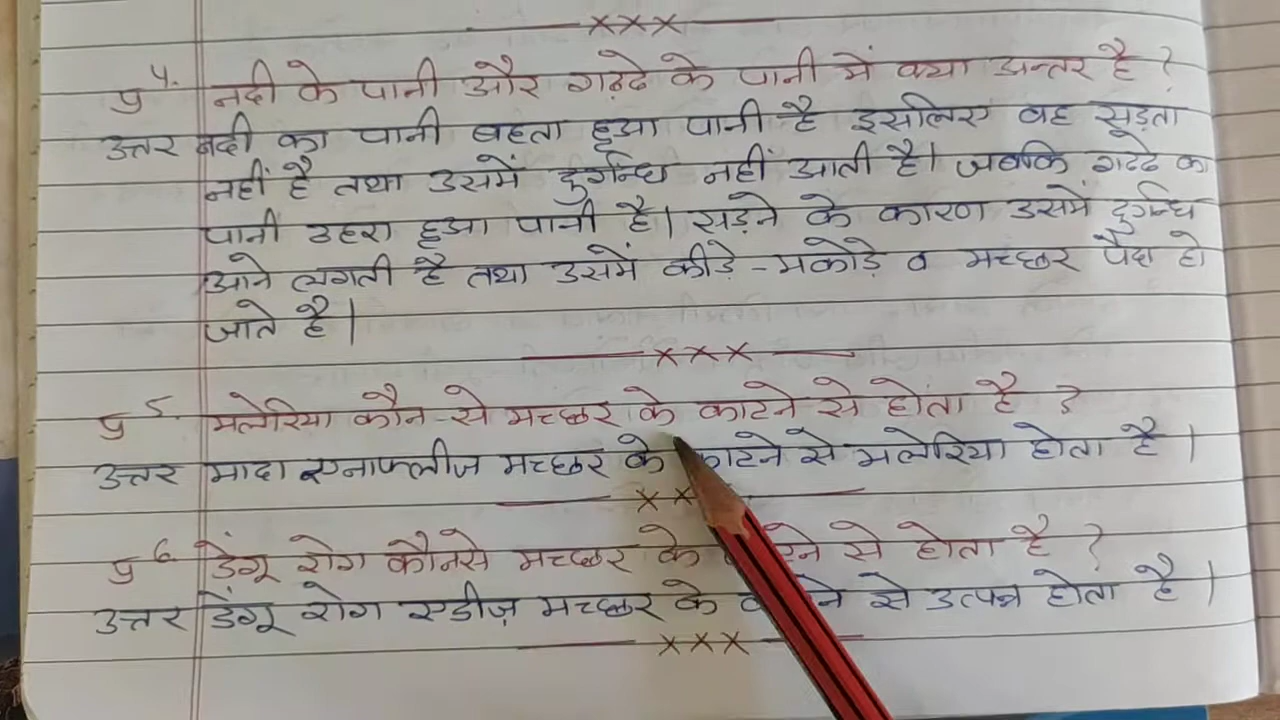 ×××
प्र 4. नदी के पानी और गढ़्ढे के पानी में क्या अन्तर है ?
उत्तर नदी का पानी बहता हुआ पानी है इसलिए वह सड़ता
नहीं है तथा उसमें दुर्गन्ध नहीं आती है। जबकि गढ्ढे का
पानी ठहरा हुआ पानी है। सड़ने के कारण उसमें दुर्गन्ध
आने लगती है तथा उसमें कीड़े-मकोड़े व मच्छर पैदा हो
जाते है।
×××
प्र 5. मलेरिया कौन-से मच्छर के काटने से होता है ?
उत्तर मादा एनाफ्लीज मच्छर के काटने से मलेरिया होता है।
××
प्र 6. डेंगू रोग कौनसे मच्छर के टने से होता है ?
उत्तर डेंगू रोग एडीज़ मच्छर के ने से उत्पन्न होता है।
×××